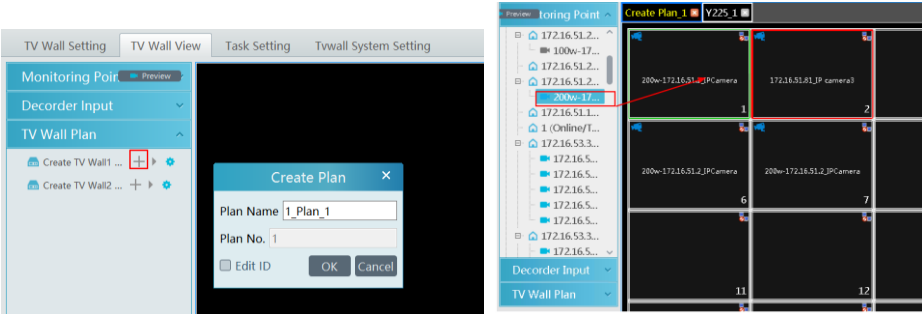 TV Wall Setting TV Wall View Task Setting Tvwall System Setting
Monitoring Poin Preview
Decorder Input
TV Wall Plan
Create TV Wall1 ...
Create TV Wall2 ...
Create Plan ×
Plan Name 1_Plan_1
Plan No. 1
Edit ID OK Cancel
Preview toring Point
172.16.51.2...
100w-17...
172.16.51.2...
172.16.51.2...
200w-17...
172.16.51.1...
1 (Online/T...
172.16.53.3...
172.16.5...
172.16.5...
172.16.5...
172.16.5...
172.16.5...
172.16.53.3...
172.16.5...
Decorder Input
TV Wall Plan
Create Plan_1 Y225_1
200w-172.16.51.2_IPCamera 172.16.51.81_IP camera3
1 2
200w-172.16.51.2_IPCamera 200w-172.16.51.2_IPCamera
6 7
11 12